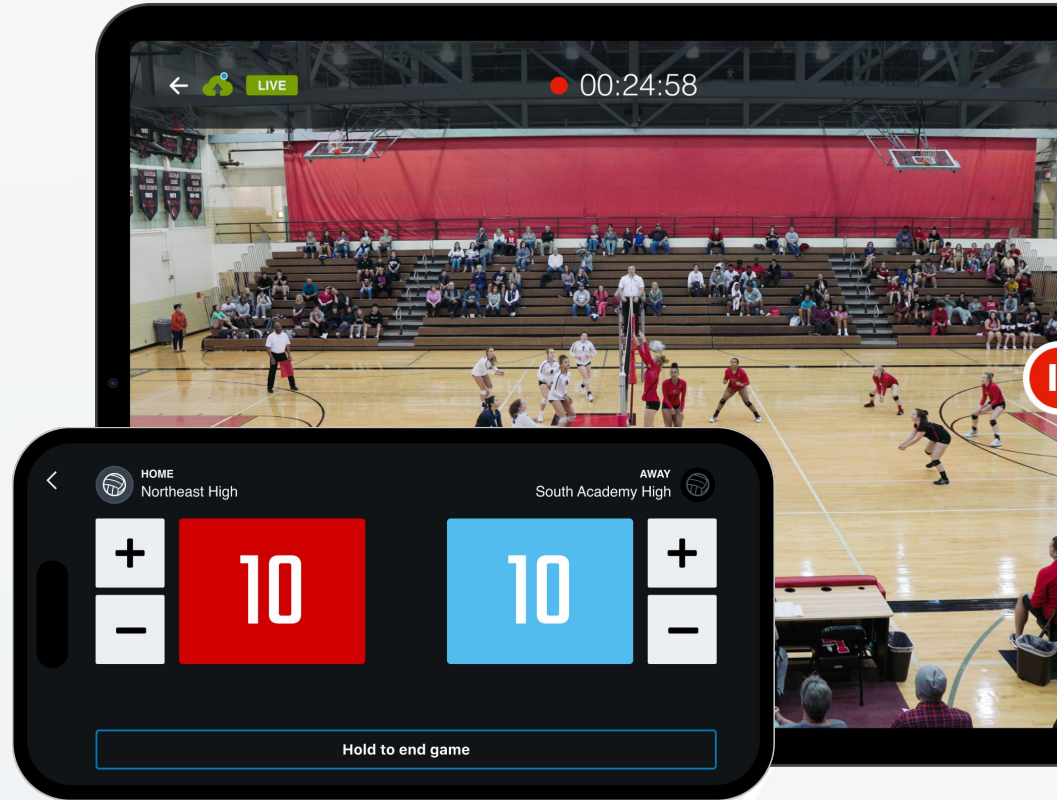 LIVE
00:24:58
HOME
Northeast High
AWAY
South Academy High
10
10
Hold to end game